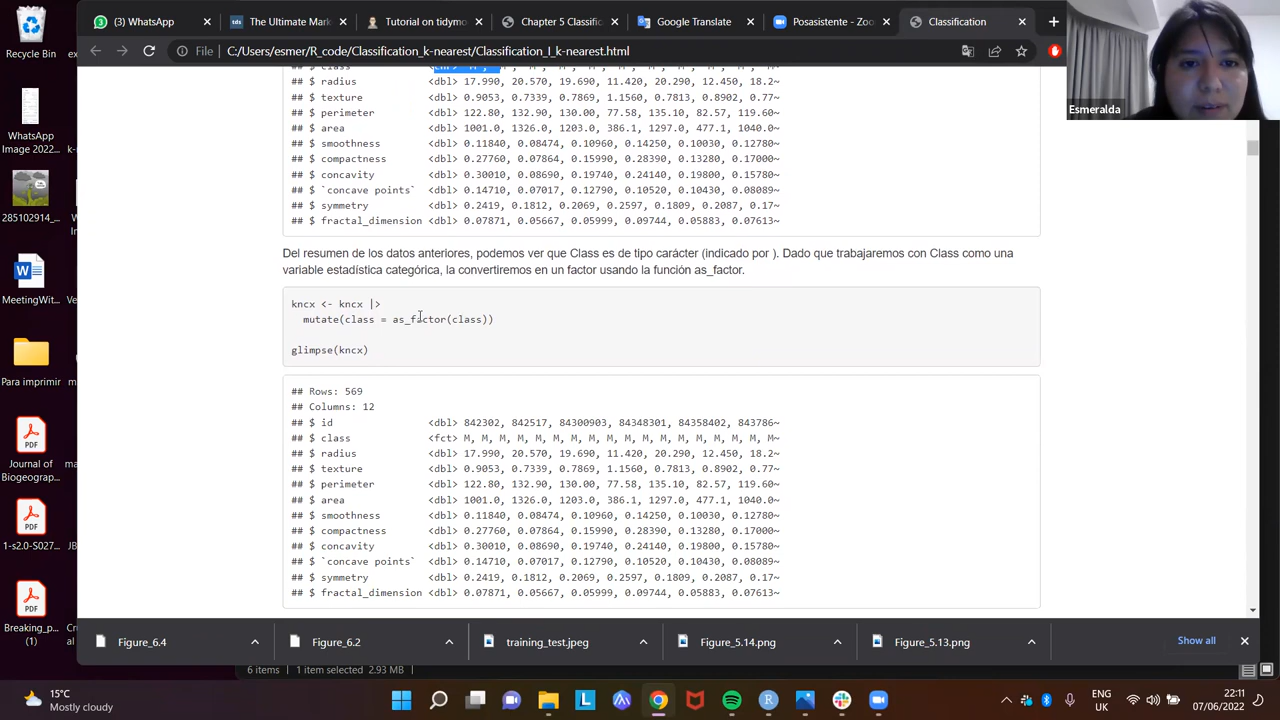 Recycle Bin
WhatsApp
Image 2022...
285102914_...
MeetingWit...
Para imprimir
Journal of
Biogeograp...
1-s2.0-S027...
Breaking_p...
(1)
(3) WhatsApp
The Ultimate Mark
Tutorial on tidymo
Chapter 5 Classific
Google Translate
Posasistente - Zoo
Classification
File
C:/Users/esmer/R_code/Classification_k-nearest/Classification_I_k-nearest.html
Esmeralda
## $ class <chr> "M", "M", "M", "M", "M", "M", "M", "M", "M", "M", "M~
## $ radius <dbl> 17.990, 20.570, 19.690, 11.420, 20.290, 12.450, 18.2~
## $ texture <dbl> 0.9053, 0.7339, 0.7869, 1.1560, 0.7813, 0.8902, 0.77~
## $ perimeter <dbl> 122.80, 132.90, 130.00, 77.58, 135.10, 82.57, 119.60~
## $ area <dbl> 1001.0, 1326.0, 1203.0, 386.1, 1297.0, 477.1, 1040.0~
## $ smoothness <dbl> 0.11840, 0.08474, 0.10960, 0.14250, 0.10030, 0.12780~
## $ compactness <dbl> 0.27760, 0.07864, 0.15990, 0.28390, 0.13280, 0.17000~
## $ concavity <dbl> 0.30010, 0.08690, 0.19740, 0.24140, 0.19800, 0.15780~
## $ `concave points` <dbl> 0.14710, 0.07017, 0.12790, 0.10520, 0.10430, 0.08089~
## $ symmetry <dbl> 0.2419, 0.1812, 0.2069, 0.2597, 0.1809, 0.2087, 0.17~
## $ fractal_dimension <dbl> 0.07871, 0.05667, 0.05999, 0.09744, 0.05883, 0.07613~
Del resumen de los datos anteriores, podemos ver que Class es de tipo carácter (indicado por ). Dado que trabajaremos con Class como una
variable estadística categórica, la convertiremos en un factor usando la función as_factor.
kncx <- kncx |>
mutate(class = as_factor(class))
glimpse(kncx)
## Rows: 569
## Columns: 12
## $ id <dbl> 842302, 842517, 84300903, 84348301, 84358402, 843786~
## $ class <fct> M, M, M, M, M, M, M, M, M, M, M, M, M, M, M, M, M, M~
## $ radius <dbl> 17.990, 20.570, 19.690, 11.420, 20.290, 12.450, 18.2~
## $ texture <dbl> 0.9053, 0.7339, 0.7869, 1.1560, 0.7813, 0.8902, 0.77~
## $ perimeter <dbl> 122.80, 132.90, 130.00, 77.58, 135.10, 82.57, 119.60~
## $ area <dbl> 1001.0, 1326.0, 1203.0, 386.1, 1297.0, 477.1, 1040.0~
## $ smoothness <dbl> 0.11840, 0.08474, 0.10960, 0.14250, 0.10030, 0.12780~
## $ compactness <dbl> 0.27760, 0.07864, 0.15990, 0.28390, 0.13280, 0.17000~
## $ concavity <dbl> 0.30010, 0.08690, 0.19740, 0.24140, 0.19800, 0.15780~
## $ `concave points` <dbl> 0.14710, 0.07017, 0.12790, 0.10520, 0.10430, 0.08089~
## $ symmetry <dbl> 0.2419, 0.1812, 0.2069, 0.2597, 0.1809, 0.2087, 0.17~
## $ fractal_dimension <dbl> 0.07871, 0.05667, 0.05999, 0.09744, 0.05883, 0.07613~
Figure_6.4
Figure_6.2
training_test.jpeg
Figure_5.14.png
Figure_5.13.png
Show all
6 items 1 item selected 2.93 MB
15°C
Mostly cloudy
ENG
UK
22:11
07/06/2022